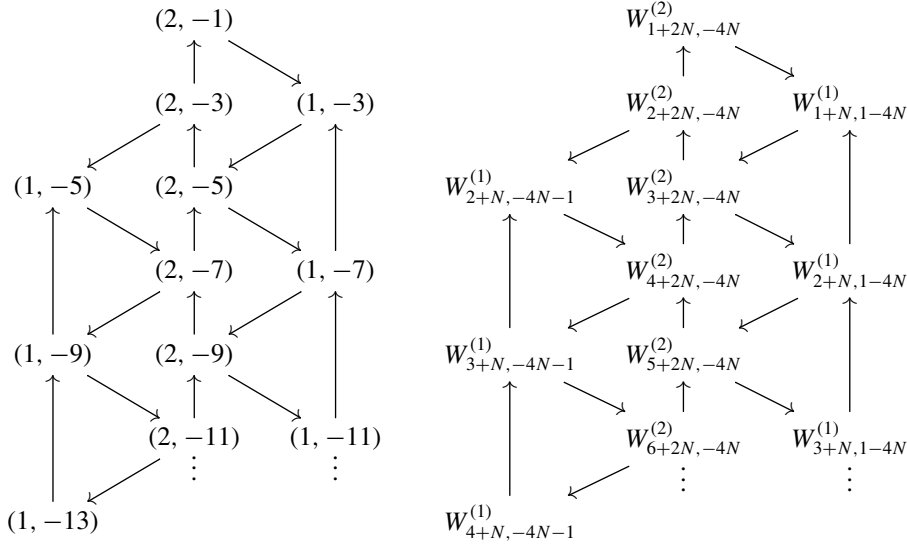 (2, −1) W^{(2)}_{1+2N,−4N}
(2, −3) (1, −3) W^{(2)}_{2+2N,−4N} W^{(1)}_{1+N,1−4N}
(1, −5) (2, −5) W^{(1)}_{2+N,−4N−1} W^{(2)}_{3+2N,−4N}
(2, −7) (1, −7) W^{(2)}_{4+2N,−4N} W^{(1)}_{2+N,1−4N}
(1, −9) (2, −9) W^{(1)}_{3+N,−4N−1} W^{(2)}_{5+2N,−4N}
(2, −11) (1, −11) W^{(2)}_{6+2N,−4N} W^{(1)}_{3+N,1−4N}
⋮ ⋮ ⋮ ⋮
(1, −13) W^{(1)}_{4+N,−4N−1}